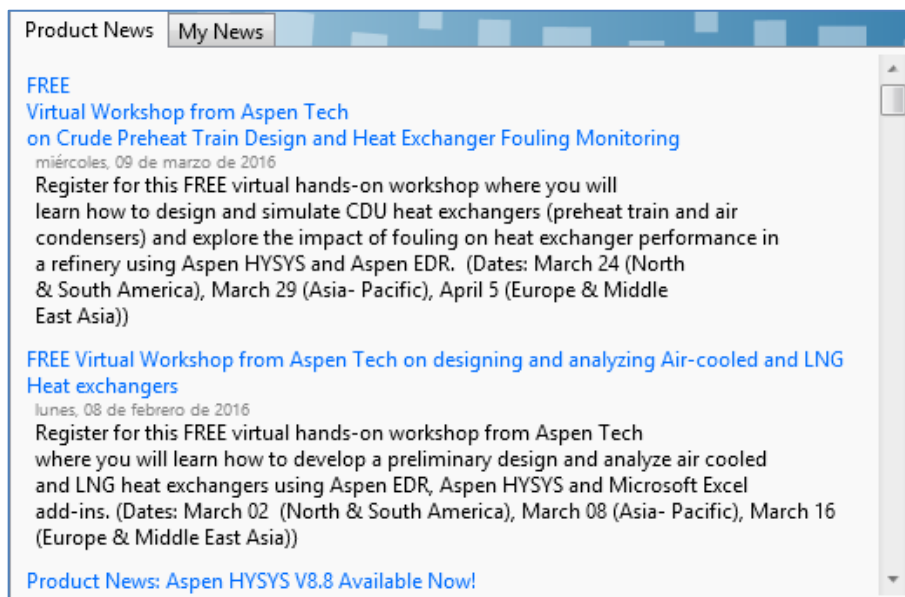 Product News My News
FREE
Virtual Workshop from Aspen Tech
on Crude Preheat Train Design and Heat Exchanger Fouling Monitoring
miércoles, 09 de marzo de 2016
Register for this FREE virtual hands-on workshop where you will
learn how to design and simulate CDU heat exchangers (preheat train and air
condensers) and explore the impact of fouling on heat exchanger performance in
a refinery using Aspen HYSYS and Aspen EDR. (Dates: March 24 (North
& South America), March 29 (Asia- Pacific), April 5 (Europe & Middle
East Asia))
FREE Virtual Workshop from Aspen Tech on designing and analyzing Air-cooled and LNG
Heat exchangers
lunes, 08 de febrero de 2016
Register for this FREE virtual hands-on workshop from Aspen Tech
where you will learn how to develop a preliminary design and analyze air cooled
and LNG heat exchangers using Aspen EDR, Aspen HYSYS and Microsoft Excel
add-ins. (Dates: March 02 (North & South America), March 08 (Asia- Pacific), March 16
(Europe & Middle East Asia))
Product News: Aspen HYSYS V8.8 Available Now!